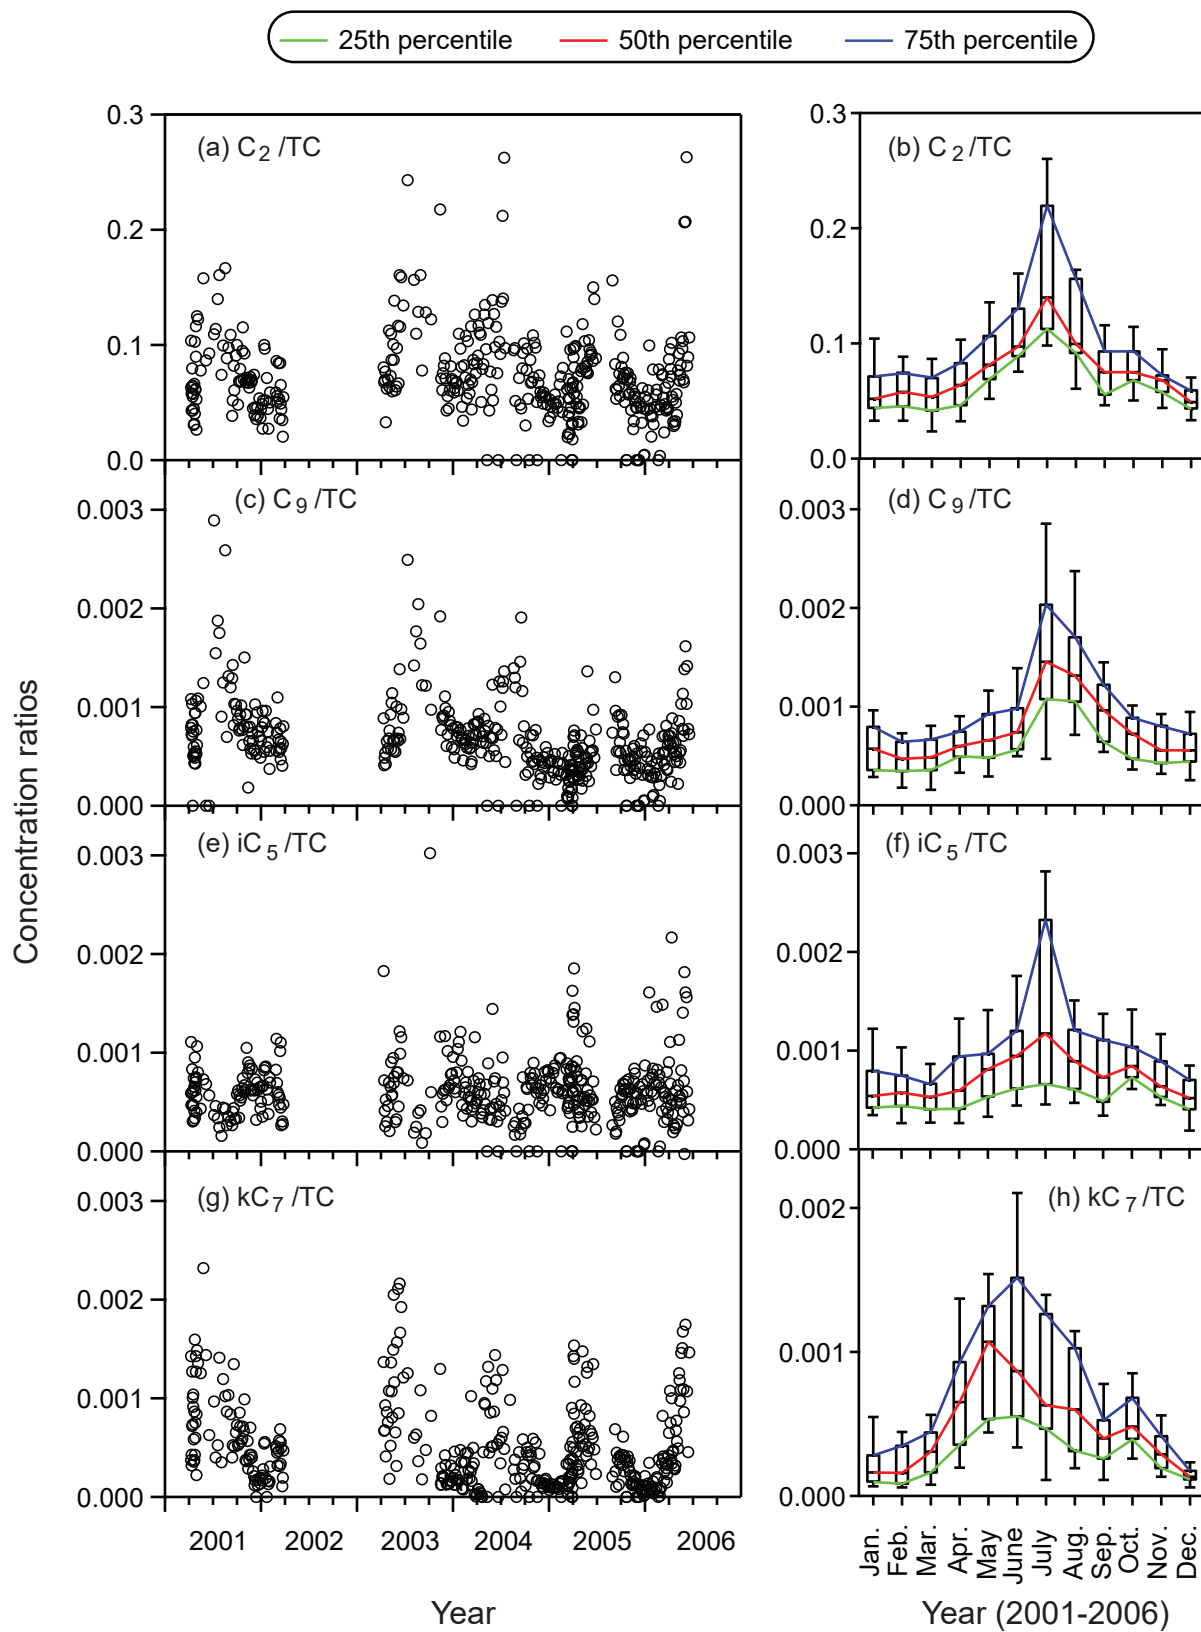 25th percentile 50th percentile 75th percentile
(a) C2/TC
0.3
0.2
0.1
0.0
(b) C2/TC
0.3
0.2
0.1
0.0
(c) C9/TC
0.003
0.002
0.001
0.000
(d) C9/TC
0.003
0.002
0.001
0.000
(e) iC5/TC
0.003
0.002
0.001
0.000
(f) iC5/TC
0.003
0.002
0.001
0.000
(g) kC7/TC
0.003
0.002
0.001
0.000
(h) kC7/TC
0.002
0.001
0.000
Concentration ratios
2001 2002 2003 2004 2005 2006
Year
Jan. Feb. Mar. Apr. May June July Aug. Sep. Oct. Nov. Dec.
Year (2001-2006)